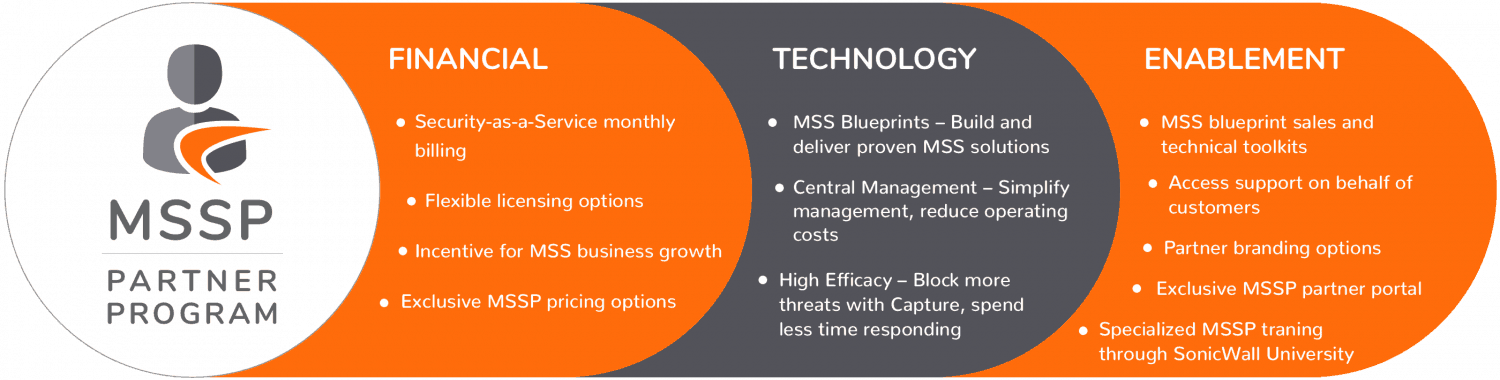 MSSP
PARTNER
PROGRAM
FINANCIAL
• Security-as-a-Service monthly
billing
• Flexible licensing options
• Incentive for MSS business growth
• Exclusive MSSP pricing options
TECHNOLOGY
• MSS Blueprints – Build and
deliver proven MSS solutions
• Central Management – Simplify
management, reduce operating
costs
• High Efficacy – Block more
threats with Capture, spend
less time responding
ENABLEMENT
• MSS blueprint sales and
technical toolkits
• Access support on behalf of
customers
• Partner branding options
• Exclusive MSSP partner portal
• Specialized MSSP traning
through SonicWall University